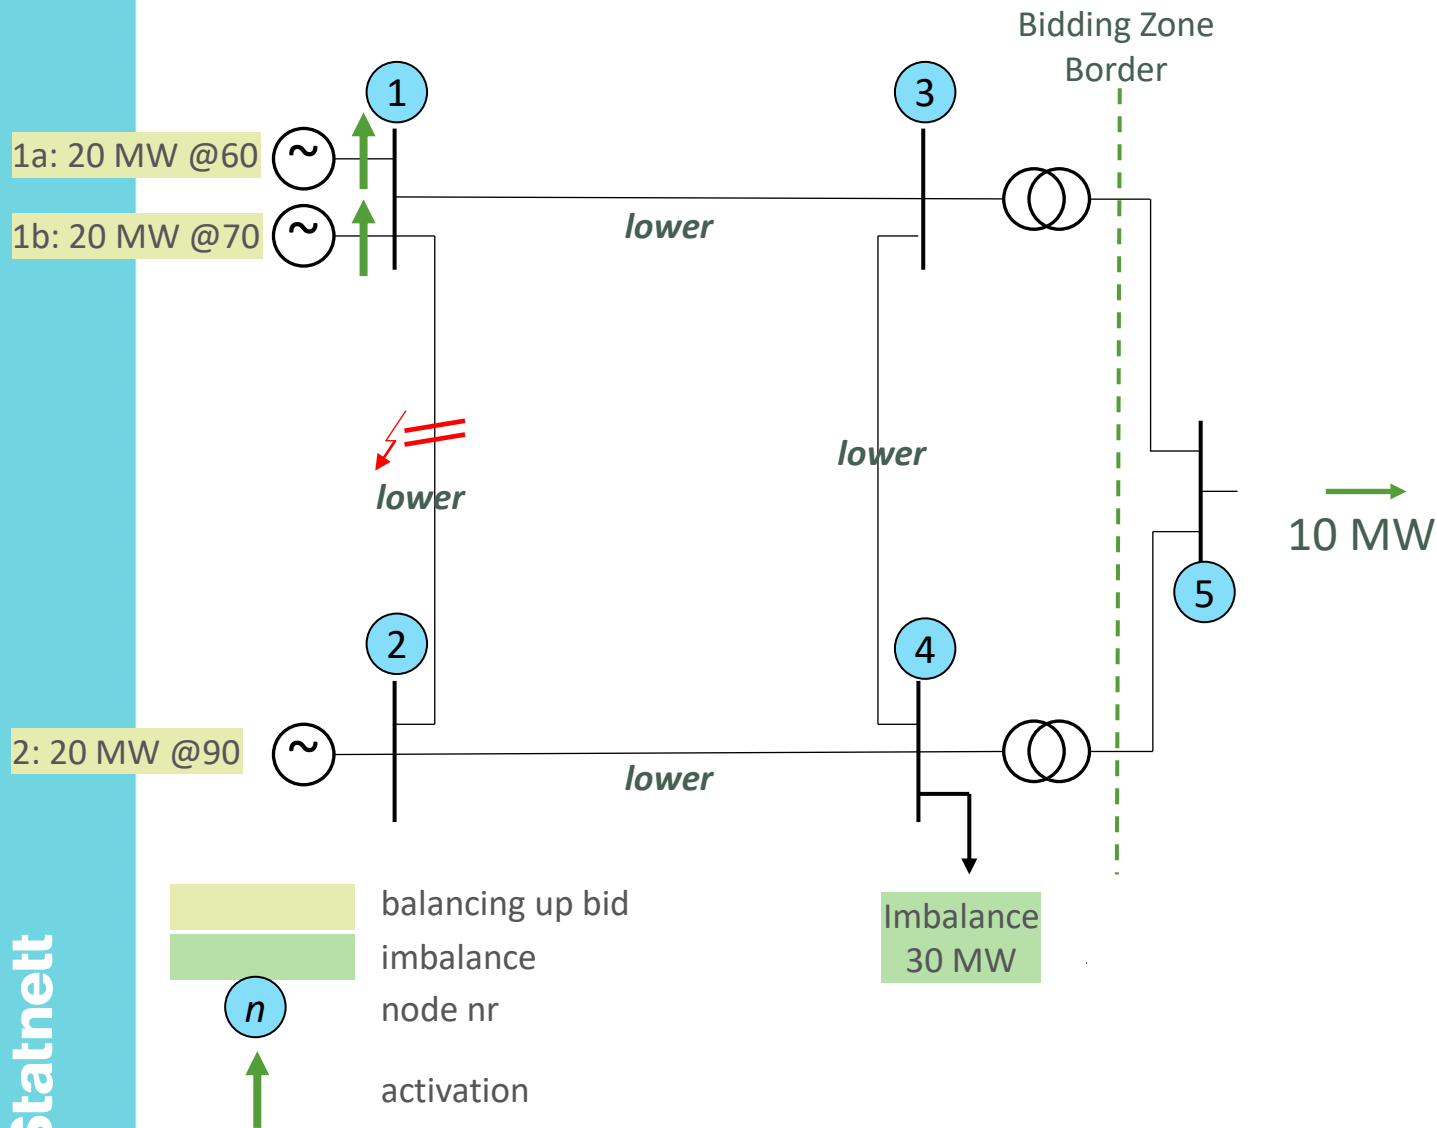 Bidding Zone
Border
1
3
1a: 20 MW @60
~
lower
1b: 20 MW @70
~
lower
lower
10 MW
5
2
4
2: 20 MW @90
~
lower
balancing up bid
Imbalance
30 MW
imbalance
n
node nr
activation
Statnett